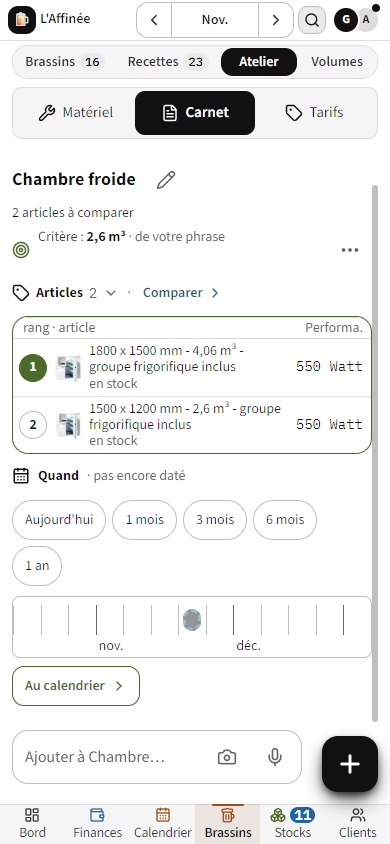 L'Affinée
Nov.
G
A
Brassins 16
Recettes 23
Atelier
Volumes
Matériel
Carnet
Tarifs
Chambre froide
2 articles à comparer
Critère : 2,6 m³ · de votre phrase
Articles 2 · Comparer
rang · article
Performa.
1
1800 x 1500 mm - 4,06 m³ -
groupe frigorifique inclus
en stock
550 Watt
2
1500 x 1200 mm - 2,6 m³ - groupe
frigorifique inclus
en stock
550 Watt
Quand · pas encore daté
Aujourd'hui
1 mois
3 mois
6 mois
1 an
nov.
déc.
Au calendrier
Ajouter à Chambre…
Bord
Finances
Calendrier
Brassins
11
Stocks
Clients